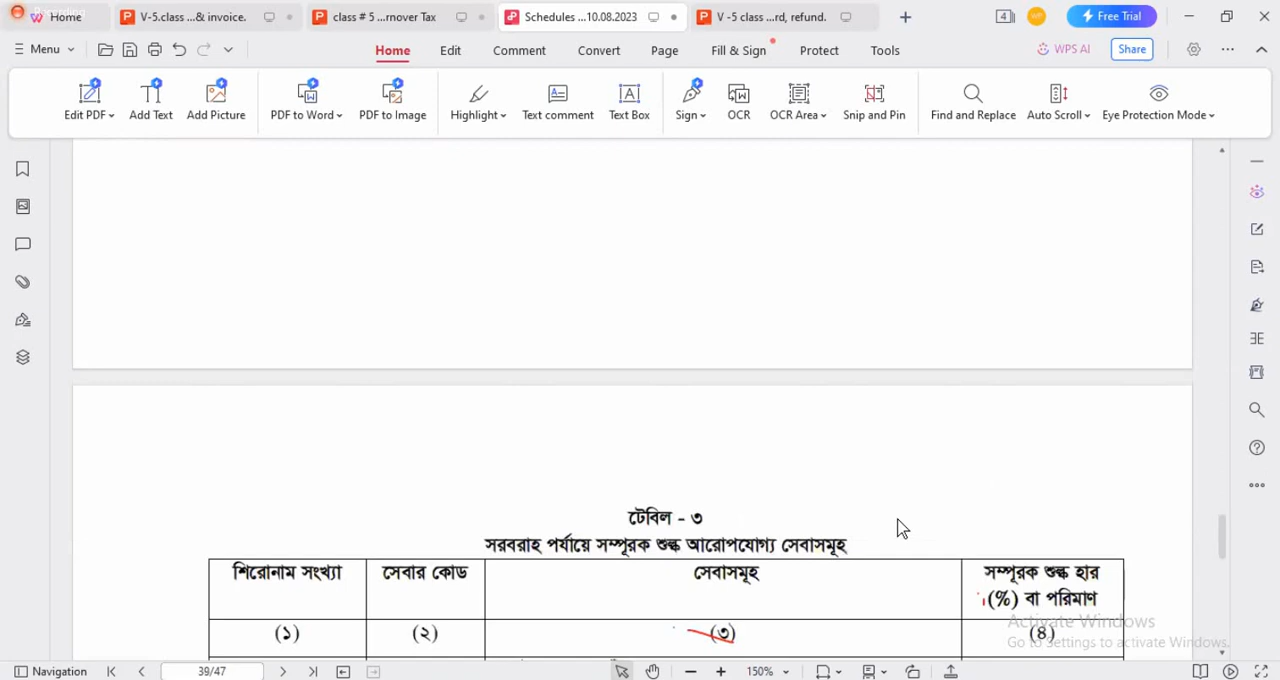 Home V-5.class ...& invoice. class # 5 ...rnover Tax Schedules ...10.08.2023 V -5 class ...rd, refund. 4 Free Trial
Menu Home Edit Comment Convert Page Fill & Sign Protect Tools WPS AI Share
Edit PDF Add Text Add Picture PDF to Word PDF to Image Highlight Text comment Text Box Sign OCR OCR Area Snip and Pin Find and Replace Auto Scroll Eye Protection Mode
টেবিল - ৩
সরবরাহ পর্যায়ে সম্পূরক শুল্ক আরোপযোগ্য সেবাসমূহ
শিরোনাম সংখ্যা সেবার কোড সেবাসমূহ সম্পূরক শুল্ক হার
(%) বা পরিমাণ
(১) (২) (৩) (৪)
Activate Windows
Go to Settings to activate Windows.
Navigation 39/47 150%